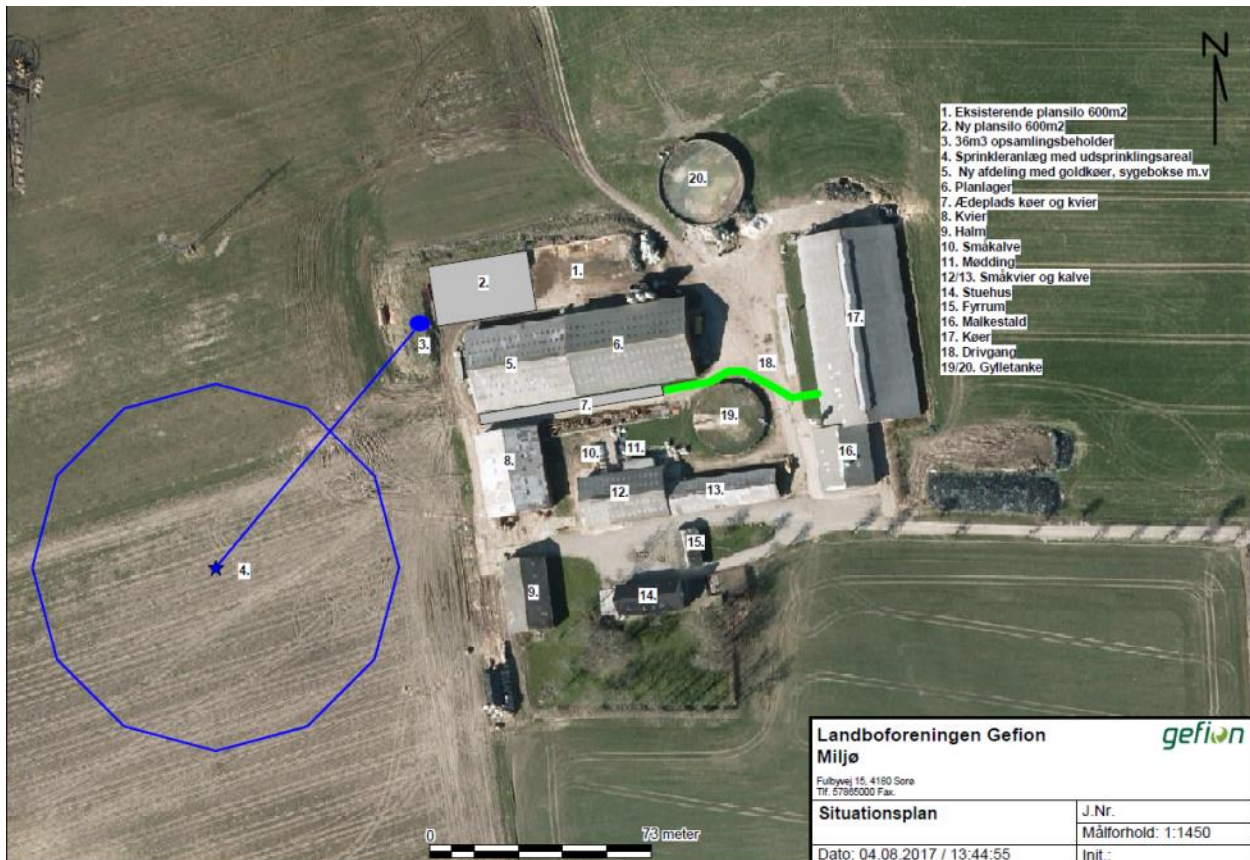 N
1. Eksisterende plansilo 600m2
2. Ny plansilo 600m2
3. 36m3 opsamlingsbeholder
4. Sprinkleranlæg med udsprinklingsareal
5. Ny afdeling med goldkøer, sygebokse m.v
6. Planlager
7. Ædeplads køer og kvier
8. Kvier
9. Halm
10. Småkalve
11. Mødding
12/13. Småkvier og kalve
14. Stuehus
15. Fyrrum
16. Malkestald
17. Køer
18. Drivgang
19/20. Gylletanke
20.
1.
2.
17.
3.
6.
5.
18.
7.
19.
8.
10.
11.
16.
12.
13.
15.
4.
9.
14.
0 73 meter
Landboforeningen Gefion
Miljø
gefion
Fulbyvej 15, 4180 Sorø
Tlf. 57865000 Fax.
Situationsplan
J.Nr.
Målforhold: 1:1450
Dato: 04.08.2017 / 13:44:55
Init.: